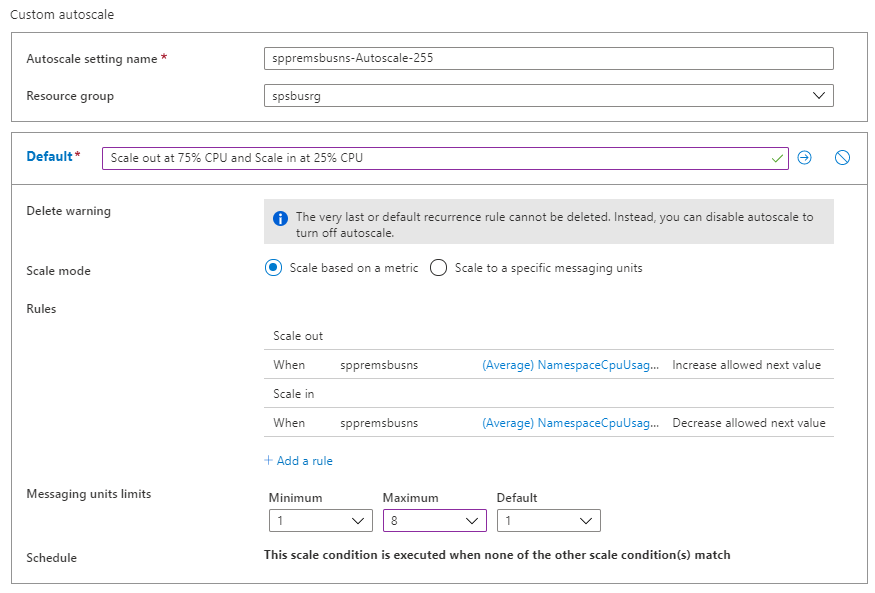 Custom autoscale
Autoscale setting name *
sppremsbusns-Autoscale-255
Resource group
spsbusrg
Default*
Scale out at 75% CPU and Scale in at 25% CPU
Delete warning
The very last or default recurrence rule cannot be deleted. Instead, you can disable autoscale to
turn off autoscale.
Scale mode
Scale based on a metric
Scale to a specific messaging units
Rules
Scale out
When sppremsbusns (Average) NamespaceCpuUsag... Increase allowed next value
Scale in
When sppremsbusns (Average) NamespaceCpuUsag... Decrease allowed next value
+ Add a rule
Messaging units limits
Minimum Maximum Default
1 8 1
Schedule
This scale condition is executed when none of the other scale condition(s) match